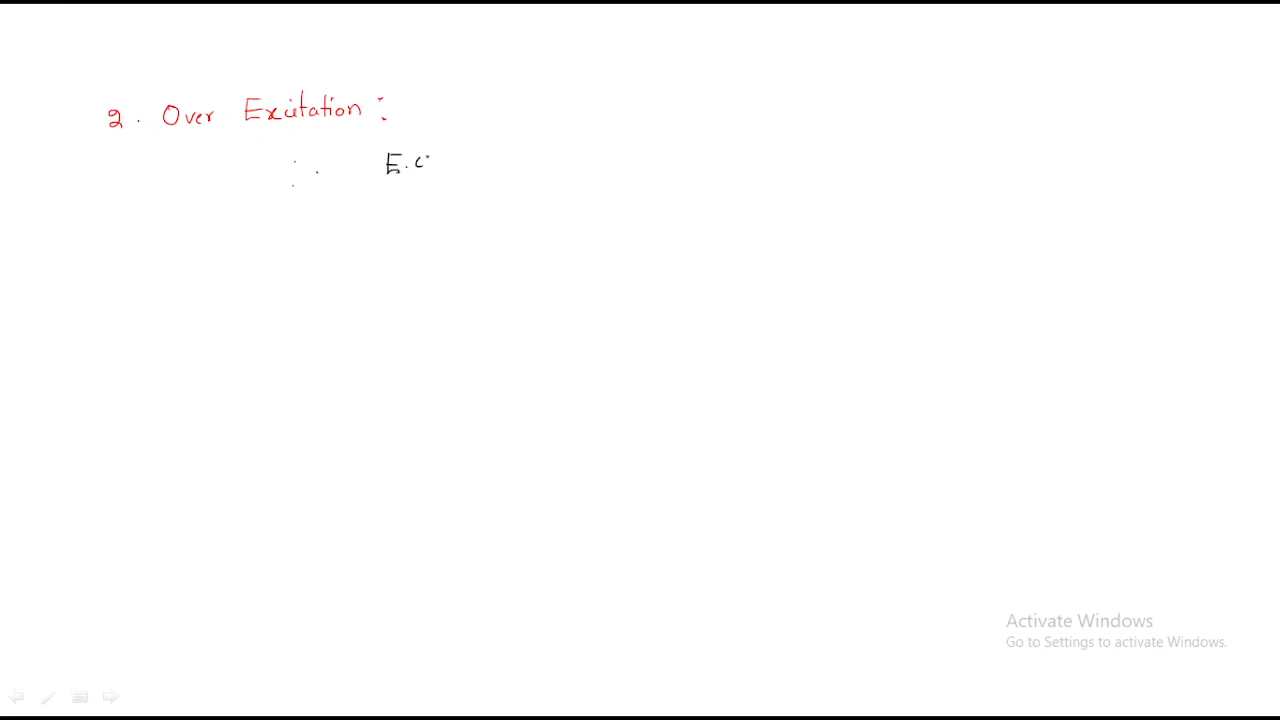 2. Over Excitation :
∴ E.
Activate Windows
Go to Settings to activate Windows.